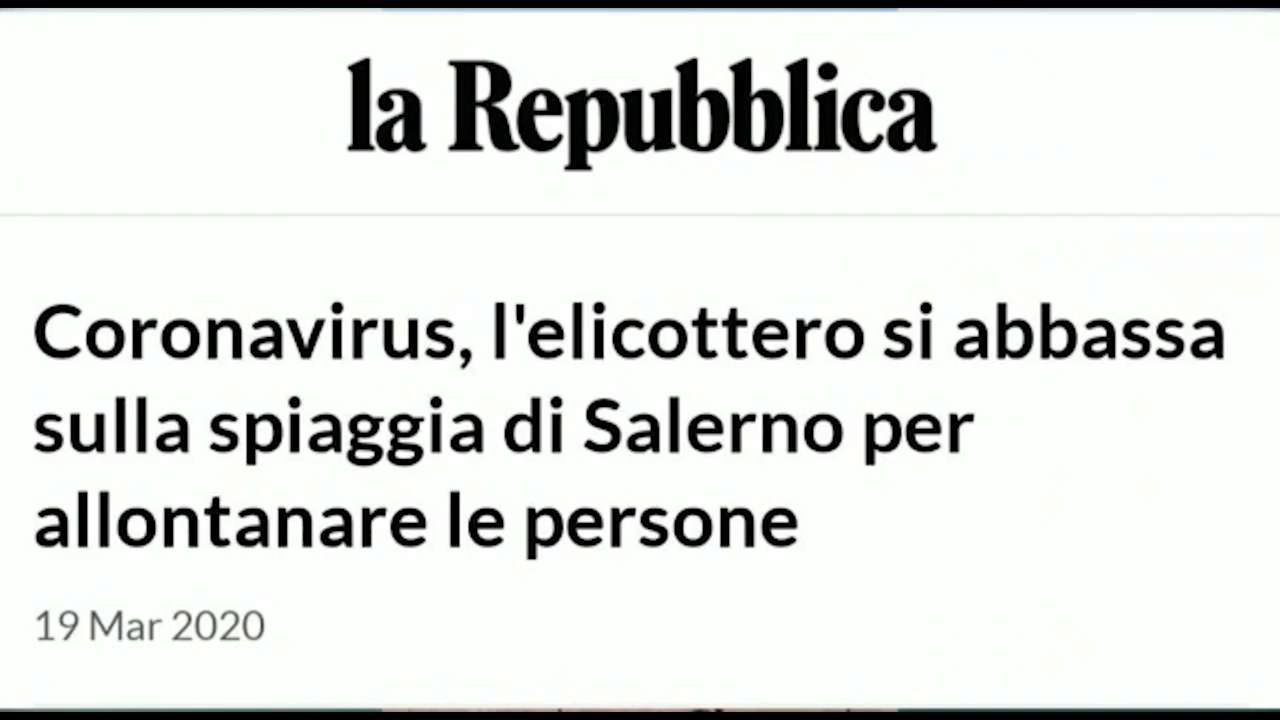 la Repubblica
Coronavirus, l'elicottero si abbassa
sulla spiaggia di Salerno per
allontanare le persone
19 Mar 2020